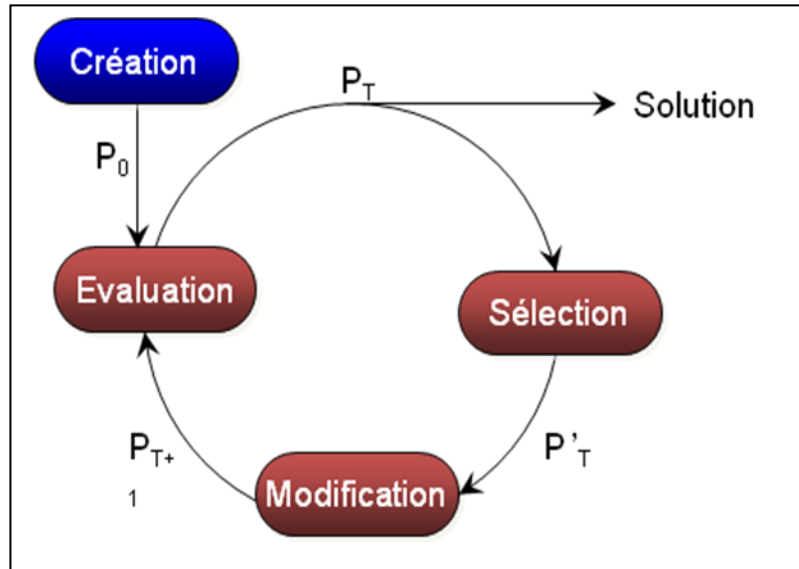 Création
P_T
Solution
P_0
Evaluation
Sélection
P_T+
1
P'_T
Modification